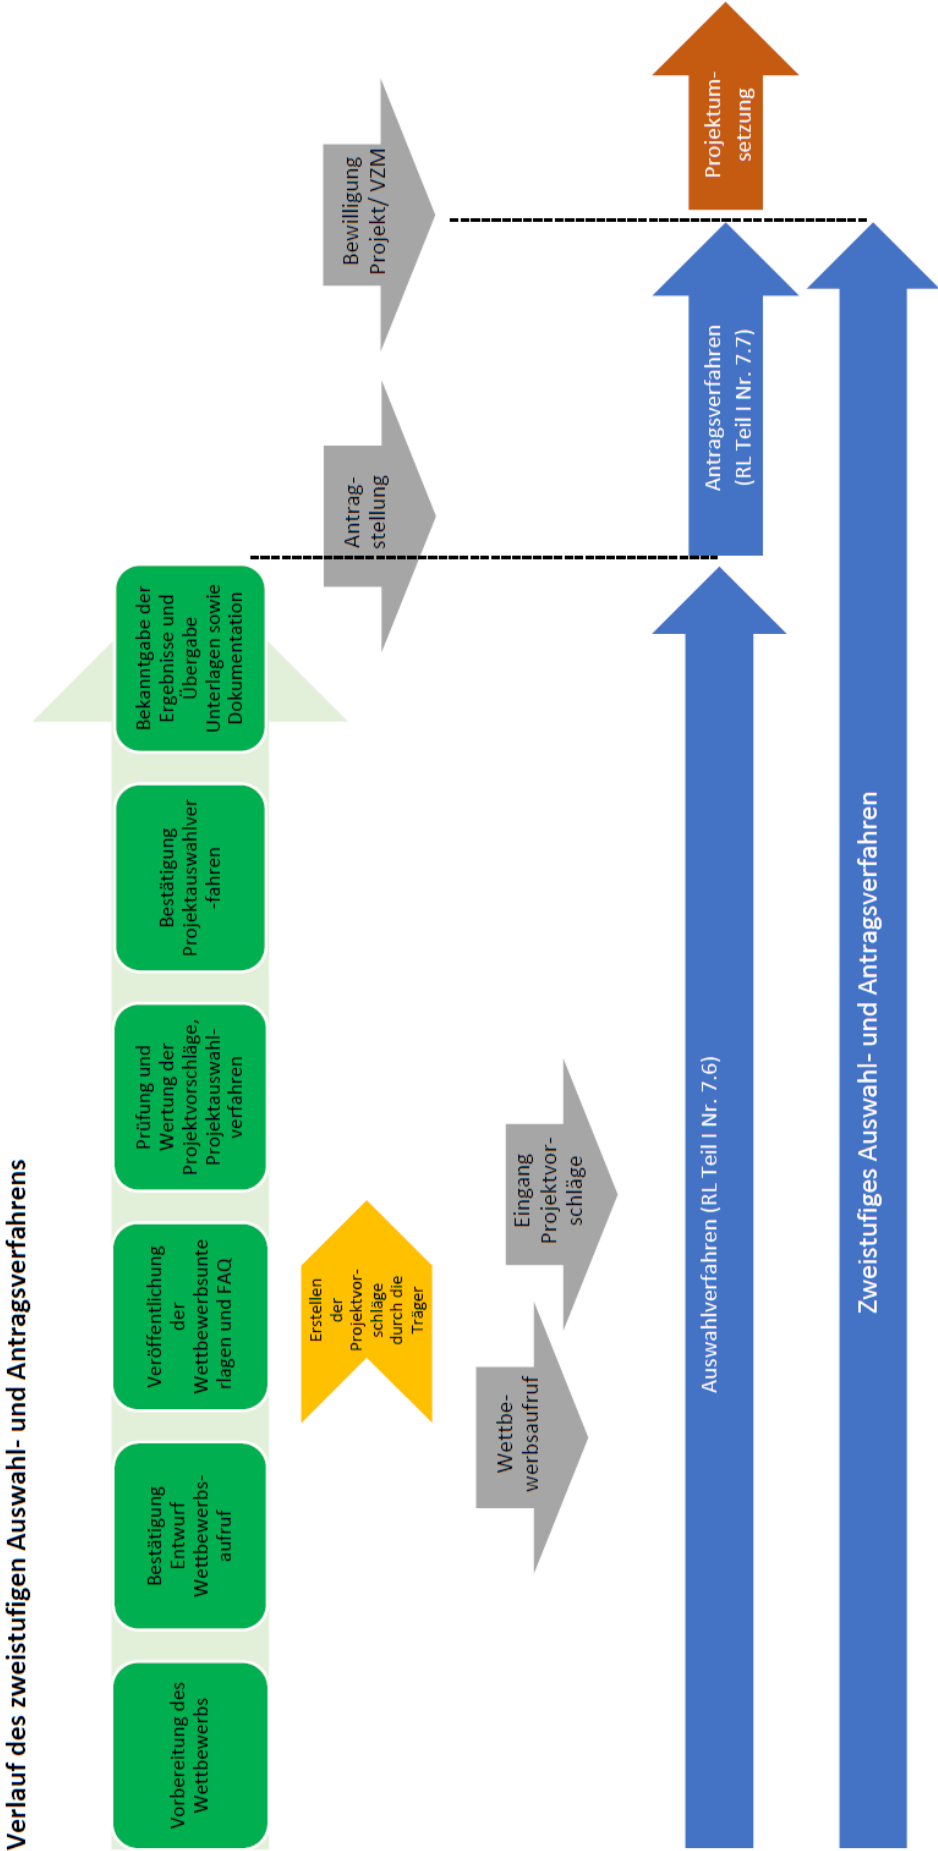 Verlauf des zweistufigen Auswahl- und Antragsverfahrens
Vorbereitung des
Wettbewerbs
Bestätigung
Entwurf
Wettbewerbs-
aufruf
Veröffentlichung
der
Wettbewerbsunte
rlagen und FAQ
Prüfung und
Wertung der
Projektvorschläge,
Projektauswahl-
verfahren
Bestätigung
Projektauswahlver
-fahren
Bekanntgabe der
Ergebnisse und
Übergabe
Unterlagen sowie
Dokumentation
Erstellen
der
Projektvor-
schläge
durch die
Träger
Antrag-
stellung
Bewilligung
Projekt/ VZM
Wettbe-
werbsaufruf
Eingang
Projektvor-
schläge
Auswahlverfahren (RL Teil I Nr. 7.6)
Antragsverfahren
(RL Teil I Nr. 7.7)
Projektum-
setzung
Zweistufiges Auswahl- und Antragsverfahren